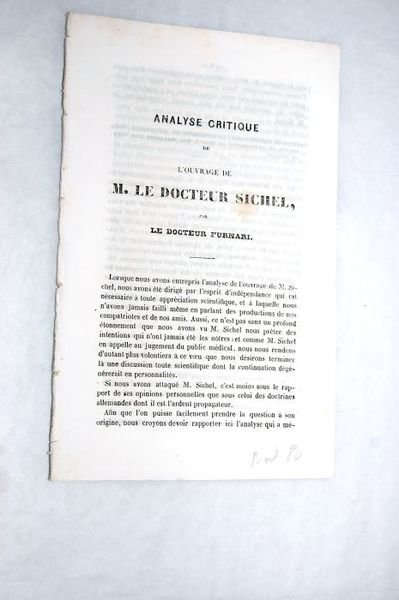 ANALYSE CRITIQUE
DE
L'OUVRAGE DE
M. LE DOCTEUR SICHEL,
PAR
LE DOCTEUR FURNARI.
Lorsque nous avons entrepris l'analyse de l'ouvrage de M. Si-
chel, nous avons été dirigé par l'esprit d'indépendance qui est
nécessaire à toute appréciation scientifique, et à laquelle nous
n'avons jamais failli même en parlant des productions de nos
compatriotes et de nos amis. Aussi, ce n'est pas sans un profond
étonnement que nous avons vu M. Sichel nous prêter des
intentions qui n'ont jamais été les nôtres: et comme M. Sichel
en appelle au jugement du public médical, nous nous rendons
d'autant plus volontiers à ce vœu que nous désirons terminer
là une discussion toute scientifique dont la continuation dégé-
nérerait en personnalités.
Si nous avons attaqué M. Sichel, c'est moins sous le rap-
port de ses opinions personnelles que sous celui des doctrines
allemandes dont il est l'ardent propagateur.
Afin que l'on puisse facilement prendre la question à son
origine, nous croyons devoir rapporter ici l'analyse qui a mé-